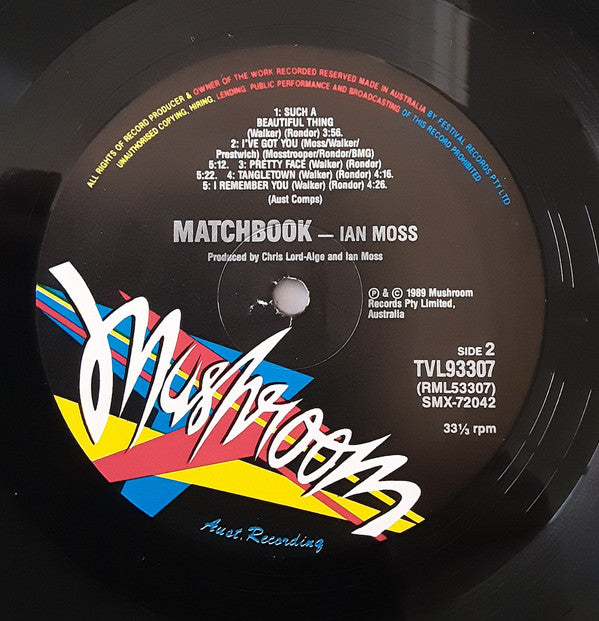 ALL RIGHTS OF RECORD PRODUCER & OWNER OF THE WORK RECORDED RESERVED MADE IN AUSTRALIA BY FESTIVAL RECORDS PTY LTD
UNAUTHORISED COPYING, HIRING, LENDING, PUBLIC PERFORMANCE AND BROADCASTING OF THIS RECORD PROHIBITED
1: SUCH A
BEAUTIFUL THING
(Walker) (Rondor) 3:56.
2: I'VE GOT YOU (Moss/Walker/
Prestwich) (Mosstrooper/Rondor/BMG)
5:12. 3: PRETTY FACE (Walker) (Rondor)
5:22. 4: TANGLETOWN (Walker) (Rondor) 4:16.
5: I REMEMBER YOU (Walker) (Rondor) 4:26.
(Aust Comps)
MATCHBOOK – IAN MOSS
Produced by Chris Lord-Alge and Ian Moss
℗ & © 1989 Mushroom
Records Pty Limited,
Australia
SIDE 2
TVL93307
(RML53307)
SMX-72042
33⅓ rpm
Mushroom
Aust. Recording